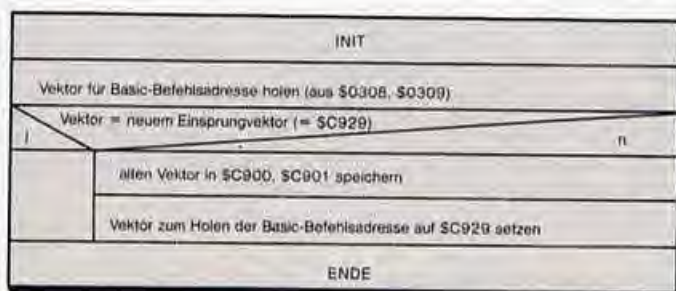 INIT
Vektor für Basic-Befehlsadresse holen (aus $0308, $0309)
Vektor = neuem Einsprungvektor (= $C929)
j
n
alten Vektor in $C900, $C901 speichern
Vektor zum Holen der Basic-Befehlsadresse auf $C929 setzen
ENDE